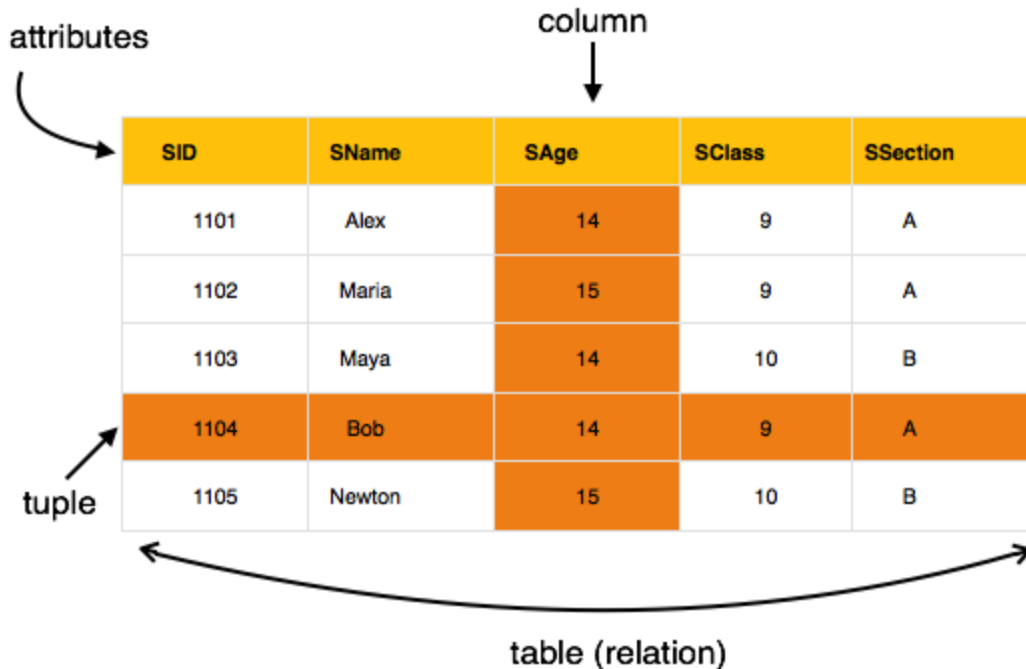 attributes
column
SID SName SAge SClass SSection
1101 Alex 14 9 A
1102 Maria 15 9 A
1103 Maya 14 10 B
1104 Bob 14 9 A
tuple
1105 Newton 15 10 B
table (relation)